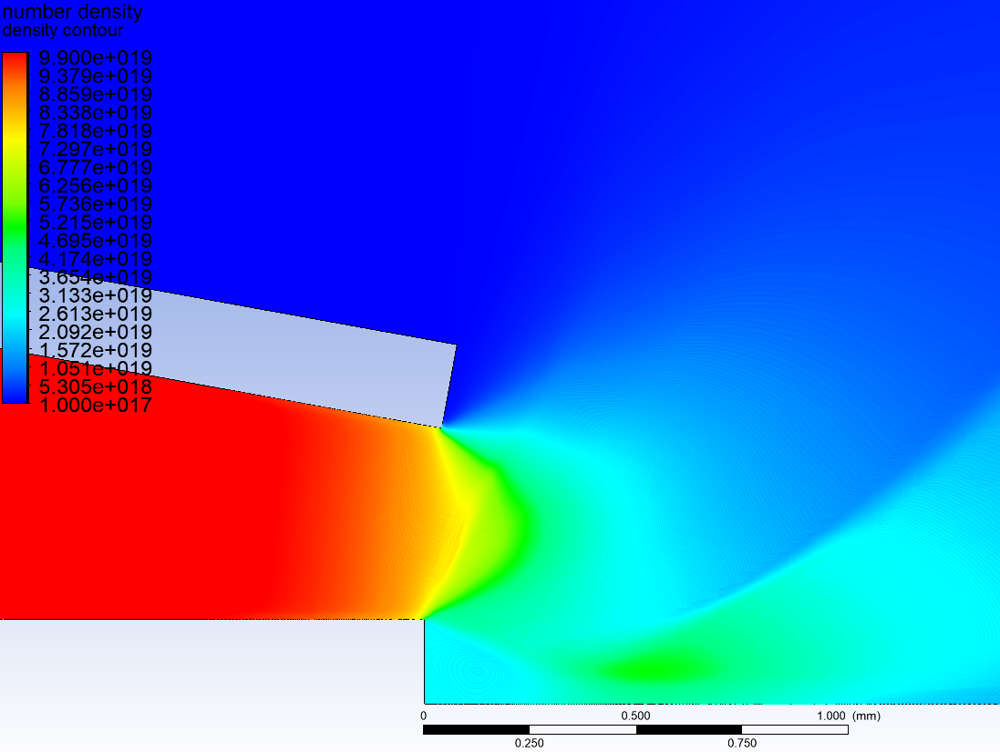 number density
density contour
9.900e+019
9.379e+019
8.859e+019
8.338e+019
7.818e+019
7.297e+019
6.777e+019
6.256e+019
5.736e+019
5.215e+019
4.695e+019
4.174e+019
3.654e+019
3.133e+019
2.613e+019
2.092e+019
1.572e+019
1.051e+019
5.305e+018
1.000e+017
0 0.500 1.000 (mm)
0.250 0.750